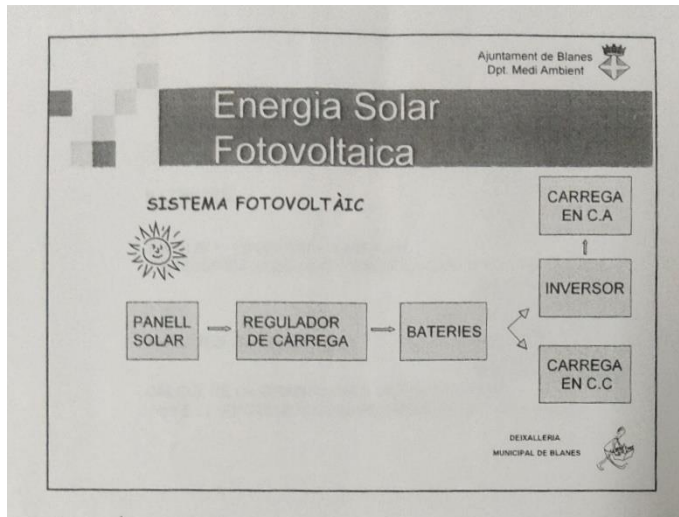 Ajuntament de Blanes
Dpt. Medi Ambient
Energia Solar
Fotovoltaica
SISTEMA FOTOVOLTÀIC
CARREGA
EN C.A
INVERSOR
PANELL
SOLAR
REGULADOR
DE CÀRREGA
BATERIES
CARREGA
EN C.C
DEIXALLERIA
MUNICIPAL DE BLANES